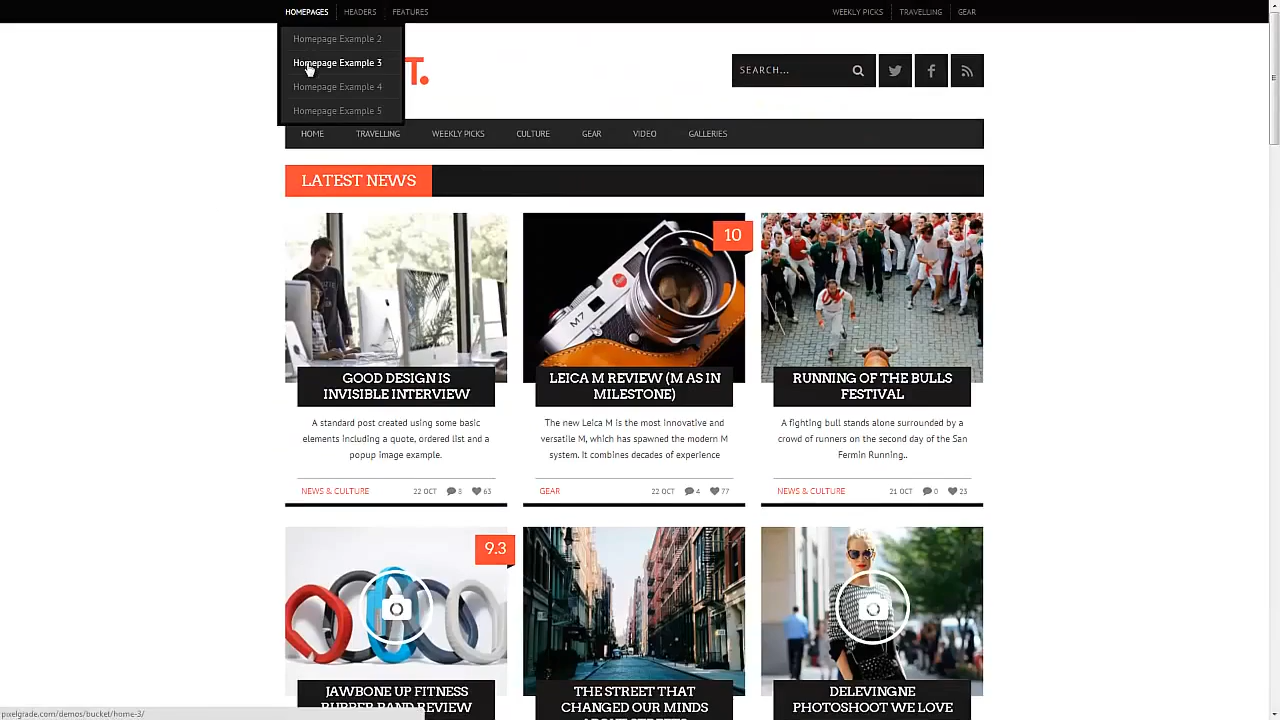 HOMEPAGES HEADERS FEATURES WEEKLY PICKS TRAVELLING GEAR
Homepage Example 2
Homepage Example 3
Homepage Example 4
Homepage Example 5
T.
SEARCH...
HOME TRAVELLING WEEKLY PICKS CULTURE GEAR VIDEO GALLERIES
LATEST NEWS
10
M7
GOOD DESIGN IS
INVISIBLE INTERVIEW
A standard post created using some basic
elements including a quote, ordered list and a
popup image example.
NEWS & CULTURE 22 OCT 8 63
LEICA M REVIEW (M AS IN
MILESTONE)
The new Leica M is the most innovative and
versatile M, which has spawned the modern M
system. It combines decades of experience
GEAR 22 OCT 4 77
RUNNING OF THE BULLS
FESTIVAL
A fighting bull stands alone surrounded by a
crowd of runners on the second day of the San
Fermin Running..
NEWS & CULTURE 21 OCT 0 23
9.3
JAWBONE UP FITNESS
RUBBER BAND REVIEW
THE STREET THAT
CHANGED OUR MINDS
ABOUT STREETS
DELEVINGNE
PHOTOSHOOT WE LOVE
pixelgrade.com/demos/bucket/home-3/